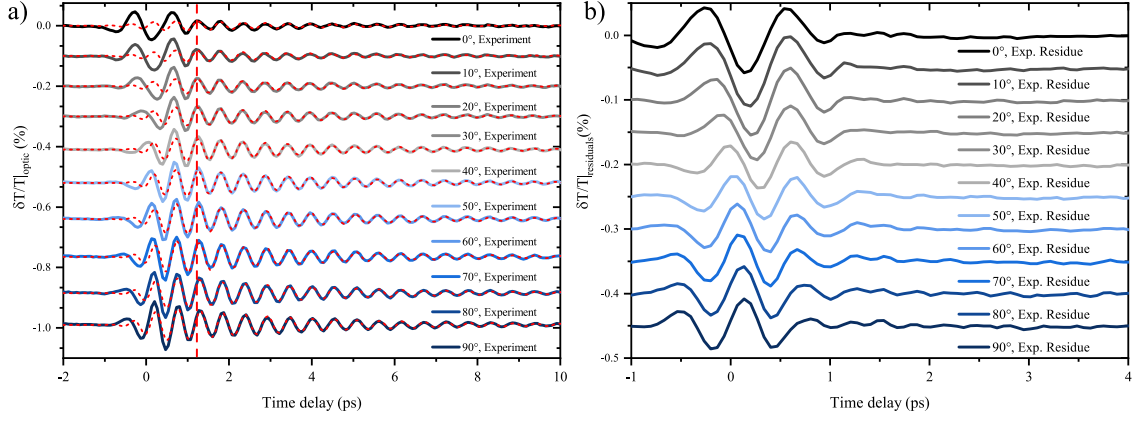 a)
δT/T|optic (%)
0.0
-0.2
-0.4
-0.6
-0.8
-1.0
0°, Experiment
10°, Experiment
20°, Experiment
30°, Experiment
40°, Experiment
50°, Experiment
60°, Experiment
70°, Experiment
80°, Experiment
90°, Experiment
-2 0 2 4 6 8 10
Time delay (ps)
b)
δT/T|residuals (%)
0.0
-0.1
-0.2
-0.3
-0.4
-0.5
0°, Exp. Residue
10°, Exp. Residue
20°, Exp. Residue
30°, Exp. Residue
40°, Exp. Residue
50°, Exp. Residue
60°, Exp. Residue
70°, Exp. Residue
80°, Exp. Residue
90°, Exp. Residue
-1 0 1 2 3 4
Time delay (ps)